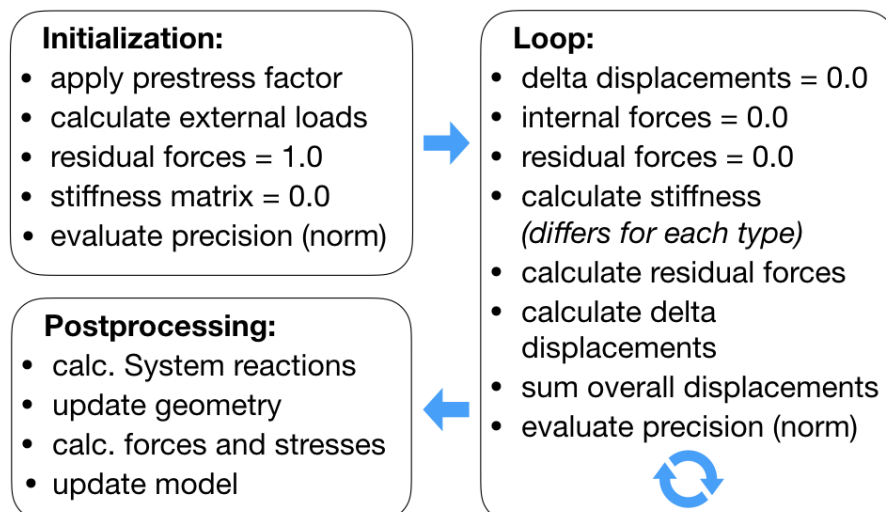 Initialization:
• apply prestress factor
• calculate external loads
• residual forces = 1.0
• stiffness matrix = 0.0
• evaluate precision (norm)
Loop:
• delta displacements = 0.0
• internal forces = 0.0
• residual forces = 0.0
• calculate stiffness
(differs for each type)
• calculate residual forces
• calculate delta
displacements
• sum overall displacements
• evaluate precision (norm)
Postprocessing:
• calc. System reactions
• update geometry
• calc. forces and stresses
• update model